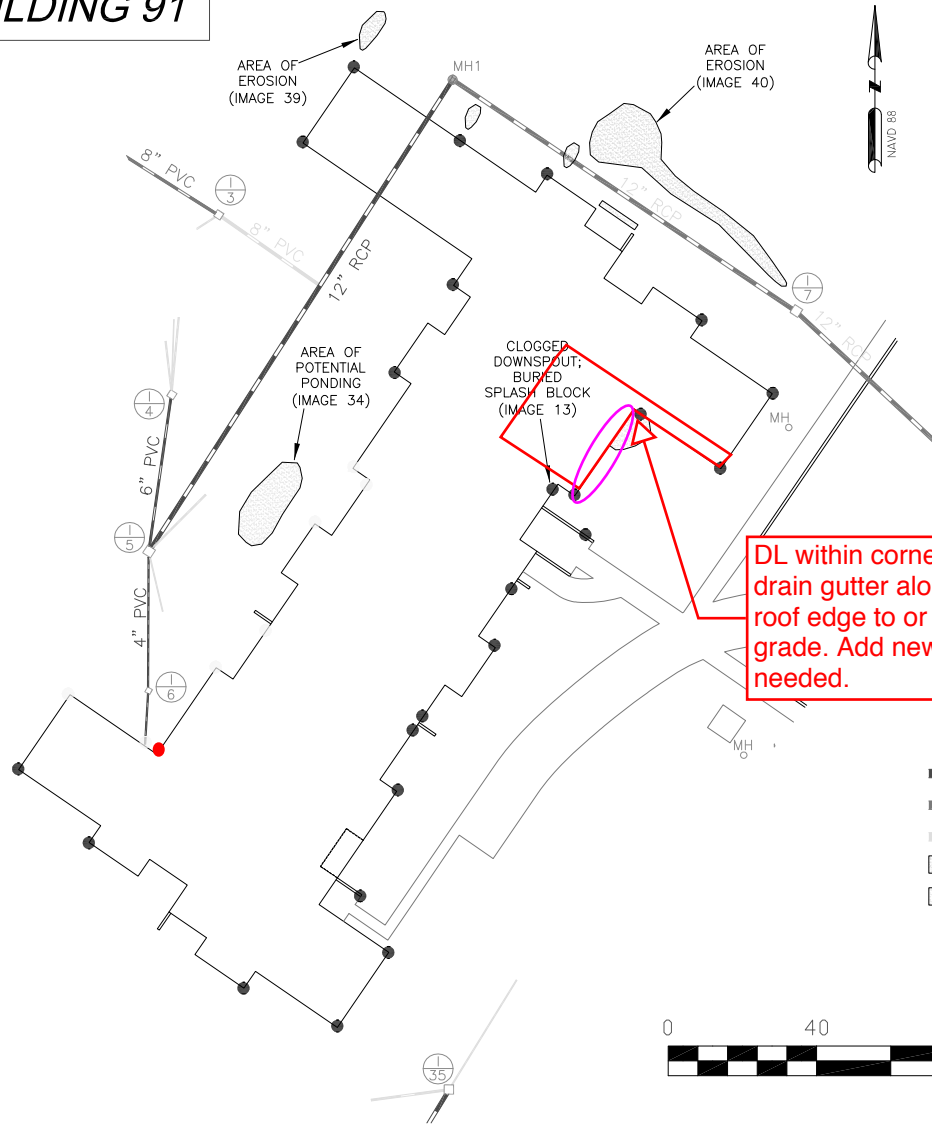 BUILDING 91
AREA OF
EROSION
(IMAGE 39)
MH1
AREA OF
EROSION
(IMAGE 40)
N
NAVD 88
8" PVC
I
3
8" PVC
12" RCP
12" RCP
I
7
12" RCP
AREA OF
POTENTIAL
PONDING
(IMAGE 34)
CLOGGED
DOWNSPOUT;
BURIED
SPLASH BLOCK
(IMAGE 13)
I
4
6" PVC
MH
I
5
4" PVC
I
6
DL within corne
drain gutter alo
roof edge to or
grade. Add new
needed.
MH
I
35
0 40